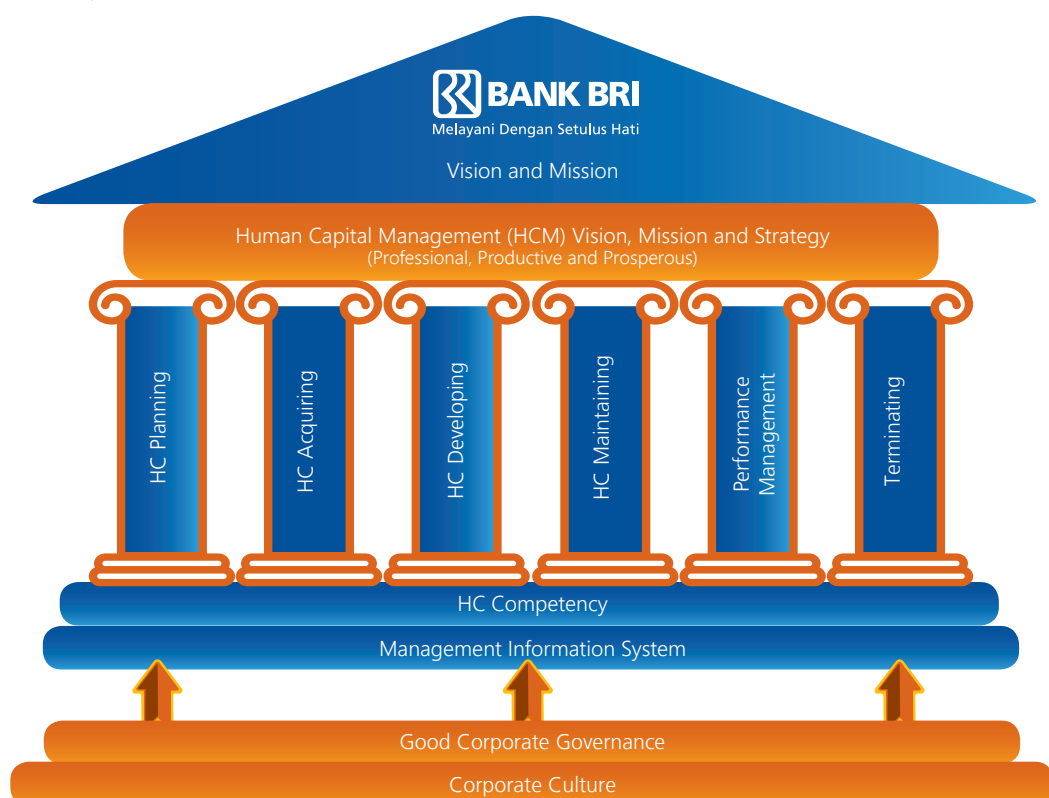 BANK BRI
Melayani Dengan Setulus Hati
Vision and Mission
Human Capital Management (HCM) Vision, Mission and Strategy
(Professional, Productive and Prosperous)
HC Planning
HC Acquiring
HC Developing
HC Maintaining
Performance
Management
Terminating
HC Competency
Management Information System
Good Corporate Governance
Corporate Culture